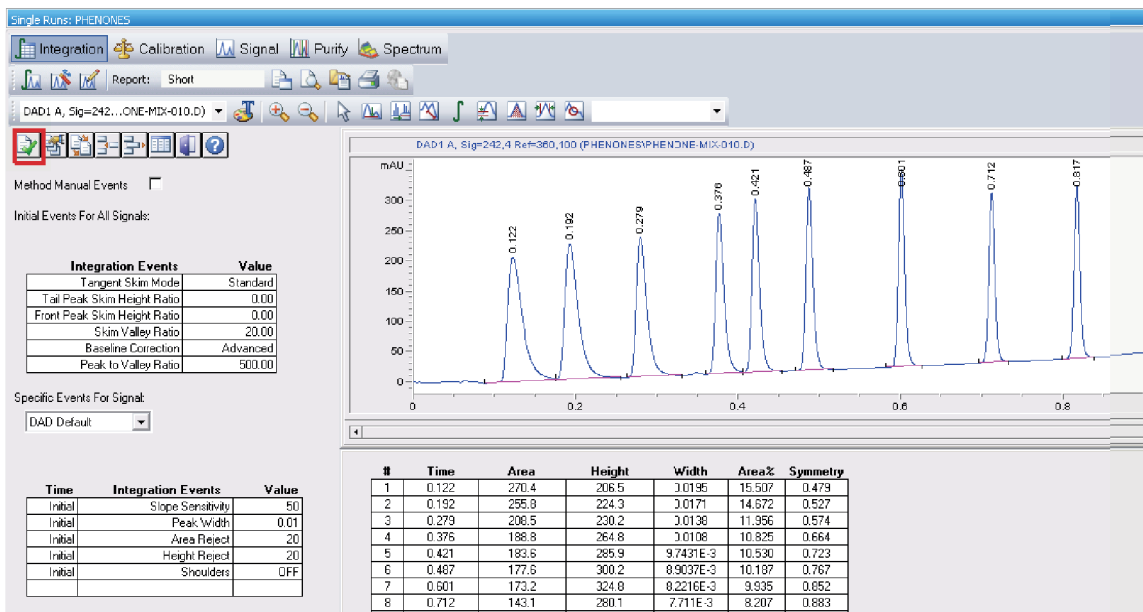 Single Runs: PHENONES
Integration Calibration Signal Purify Spectrum
Report: Short
DAD1 A, Sig=242...ONE-MIX-010.D)
Method Manual Events
Initial Events For All Signals:
Integration Events Value
Tangent Skim Mode Standard
Tail Peak Skim Height Ratio 0.00
Front Peak Skim Height Ratio 0.00
Skim Valley Ratio 20.00
Baseline Correction Advanced
Peak to Valley Ratio 500.00
Specific Events For Signal:
DAD Default
Time Integration Events Value
Initial Slope Sensitivity 50
Initial Peak Width 0.01
Initial Area Reject 20
Initial Height Reject 20
Initial Shoulders OFF
DAD1 A, Sig=242,4 Ref=360,100 (PHENONES\PHENONE-MIX-010.D)
mAU
300
250
200
150
100
50
0
0.122
0.192
0.279
0.376
0.421
0.487
0.601
0.712
0.817
0 0.2 0.4 0.6 0.8
# Time Area Height Width Area% Symmetry
1 0.122 270.4 206.5 0.0195 15.507 0.479
2 0.192 255.8 224.3 0.0171 14.672 0.527
3 0.279 208.5 230.2 0.0138 11.956 0.574
4 0.376 188.8 264.8 0.0108 10.825 0.664
5 0.421 183.6 285.9 9.7431E-3 10.530 0.723
6 0.487 177.6 300.2 8.9037E-3 10.187 0.767
7 0.601 173.2 324.8 8.2216E-3 9.935 0.852
8 0.712 143.1 280.1 7.711E-3 8.207 0.883